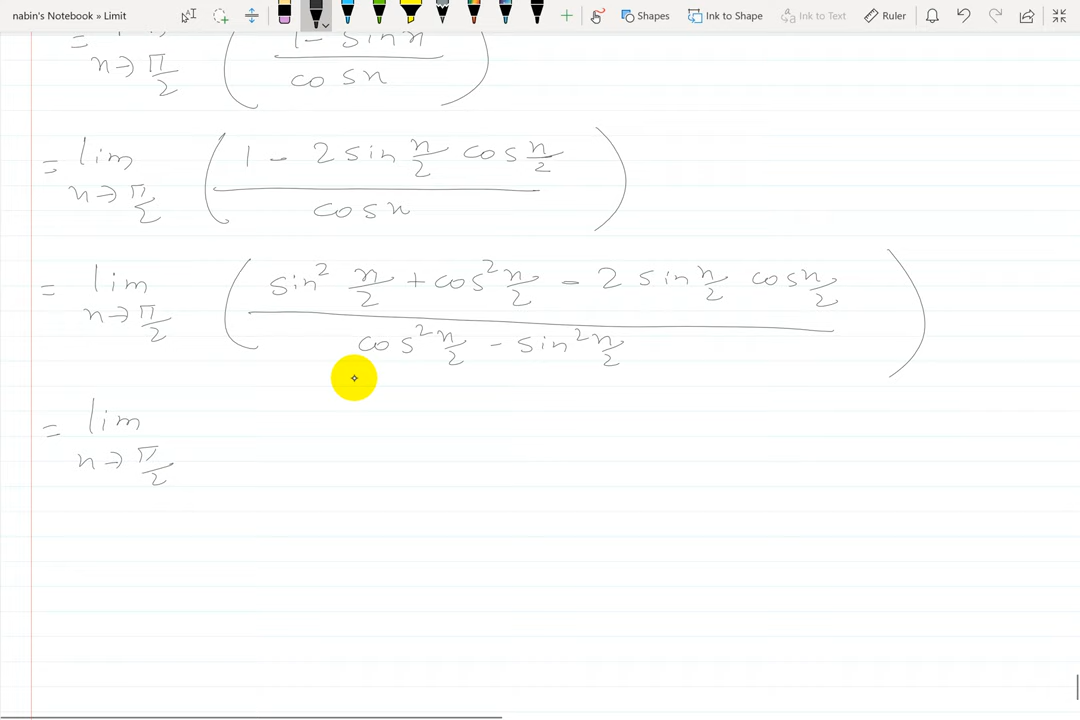 nabin's Notebook » Limit
Shapes Ink to Shape Ink to Text Ruler
= n→π/2 (1 - sin n / cos n)
= lim n→π/2 (1 - 2 sin n/2 cos n/2 / cos n)
= lim n→π/2 (sin² n/2 + cos² n/2 - 2 sin n/2 cos n/2 / cos² n/2 - sin² n/2)
= lim n→π/2